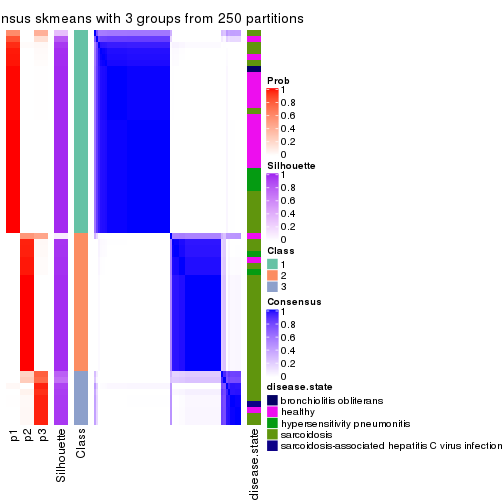 nsus skmeans with 3 groups from 250 partitions
Prob
1
0.8
0.6
0.4
0.2
0
Silhouette
1
0.8
0.6
0.4
0.2
0
Class
1
2
3
Consensus
1
0.8
0.6
0.4
0.2
0
disease.state
bronchiolitis obliterans
healthy
hypersensitivity pneumonitis
sarcoidosis
sarcoidosis-associated hepatitis C virus infection
p1
p2
p3
Silhouette
Class
disease.state